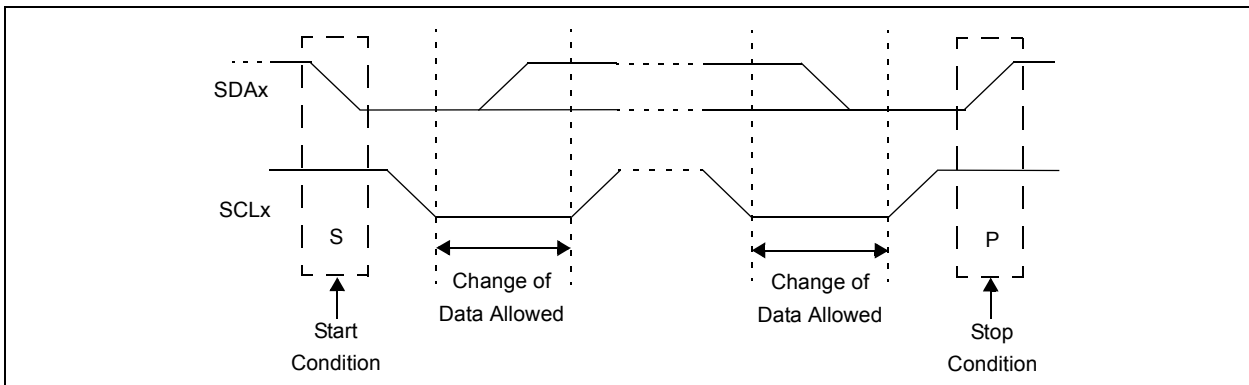 SDAx
SCLx
S
P
Change of
Data Allowed
Change of
Data Allowed
Start
Condition
Stop
Condition